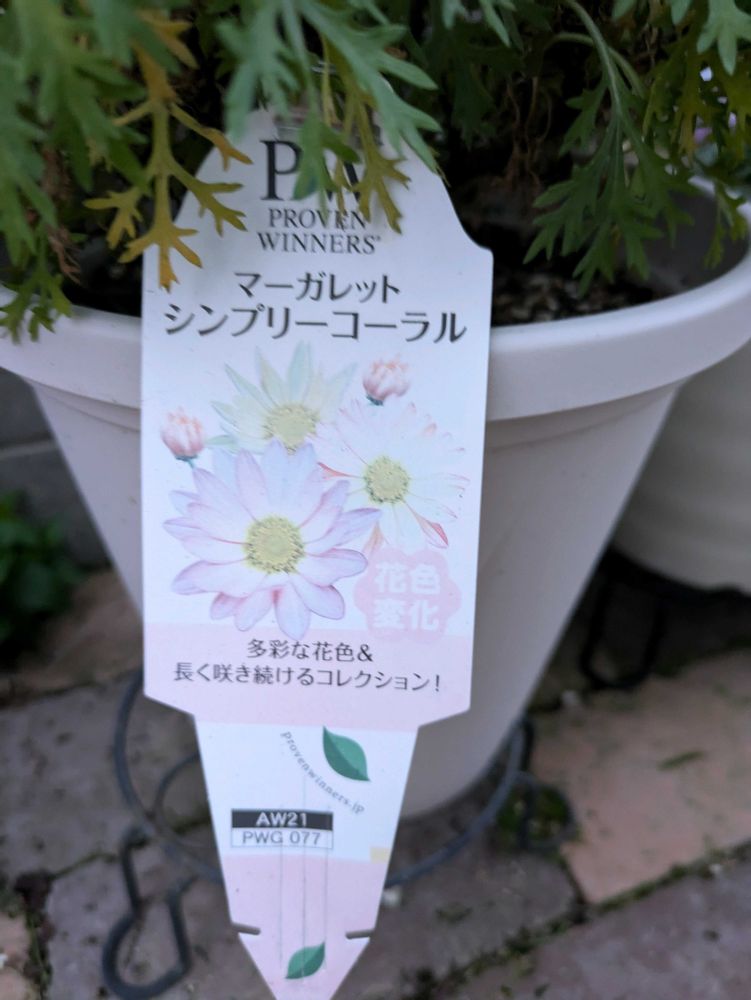 PW
PROVEN
WINNERS®
マーガレット
シンプリーコーラル
花色
変化
多彩な花色&
長く咲き続けるコレクション!
provenwinners.jp
AW21
PWG 077